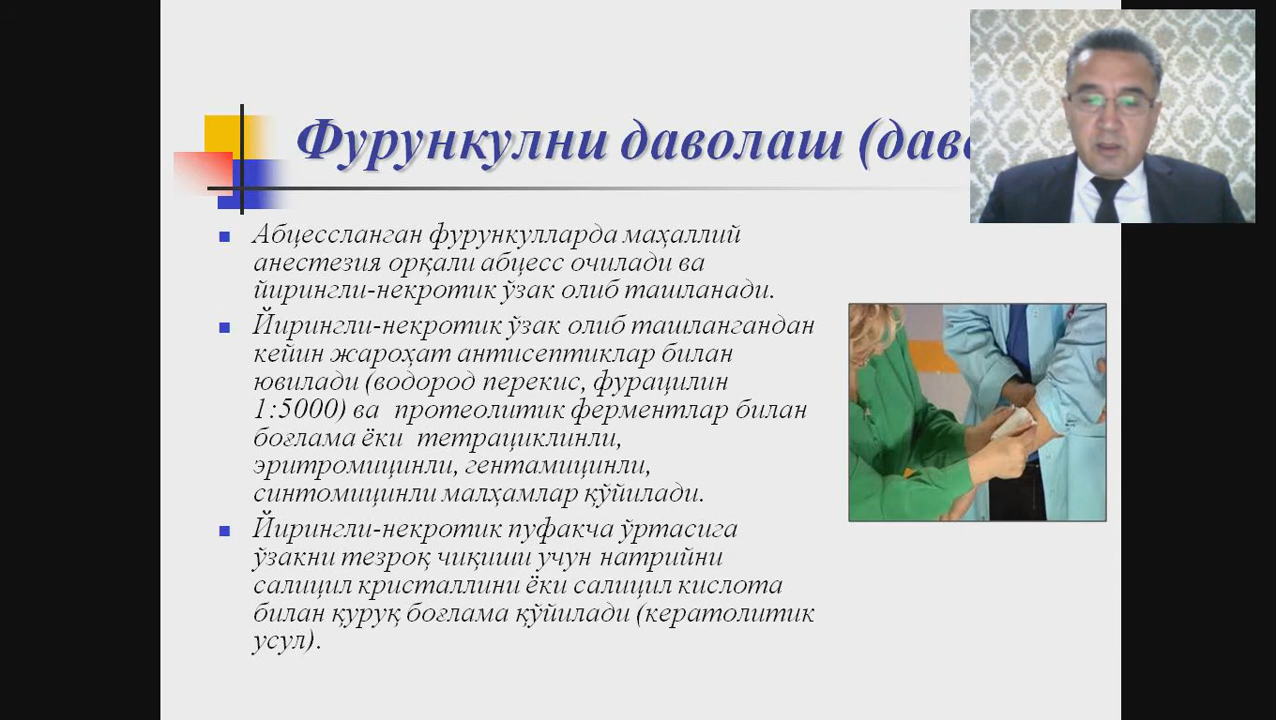 Фурункулни даволаш (даво
Абцессланган фурункулларда маҳаллий
анестезия орқали абцесс очилади ва
йирингли-некротик ўзак олиб ташланади.
Йирингли-некротик ўзак олиб ташлангандан
кейин жароҳат антисептиклар билан
ювилади (водород перекис, фурацилин
1:5000) ва протеолитик ферментлар билан
боғлама ёки тетрациклинли,
эритромицинли, гентамицинли,
синтомицинли малҳамлар қўйилади.
Йирингли-некротик пуфакча ўртасига
ўзакни тезроқ чиқиши учун натрийни
салицил кристаллини ёки салицил кислота
билан қуруқ боғлама қўйилади (кератолитик
усул).